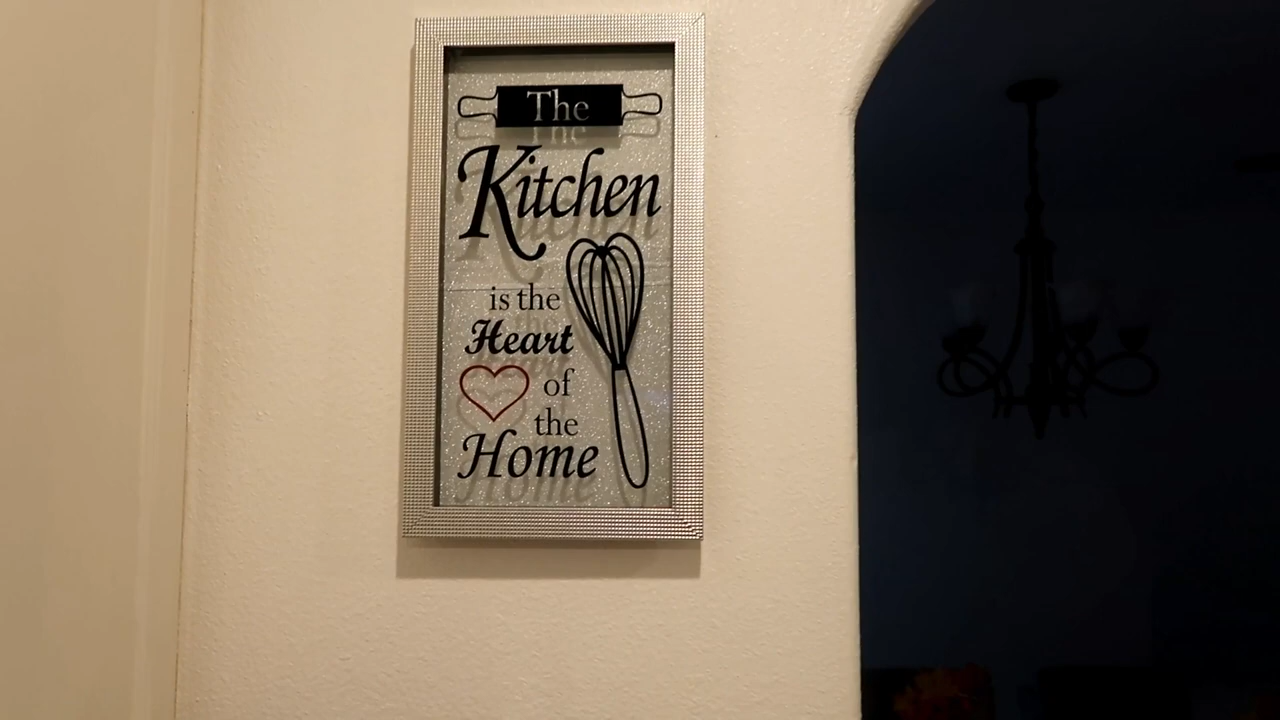 The
Kitchen
is the
Heart
of
the
Home